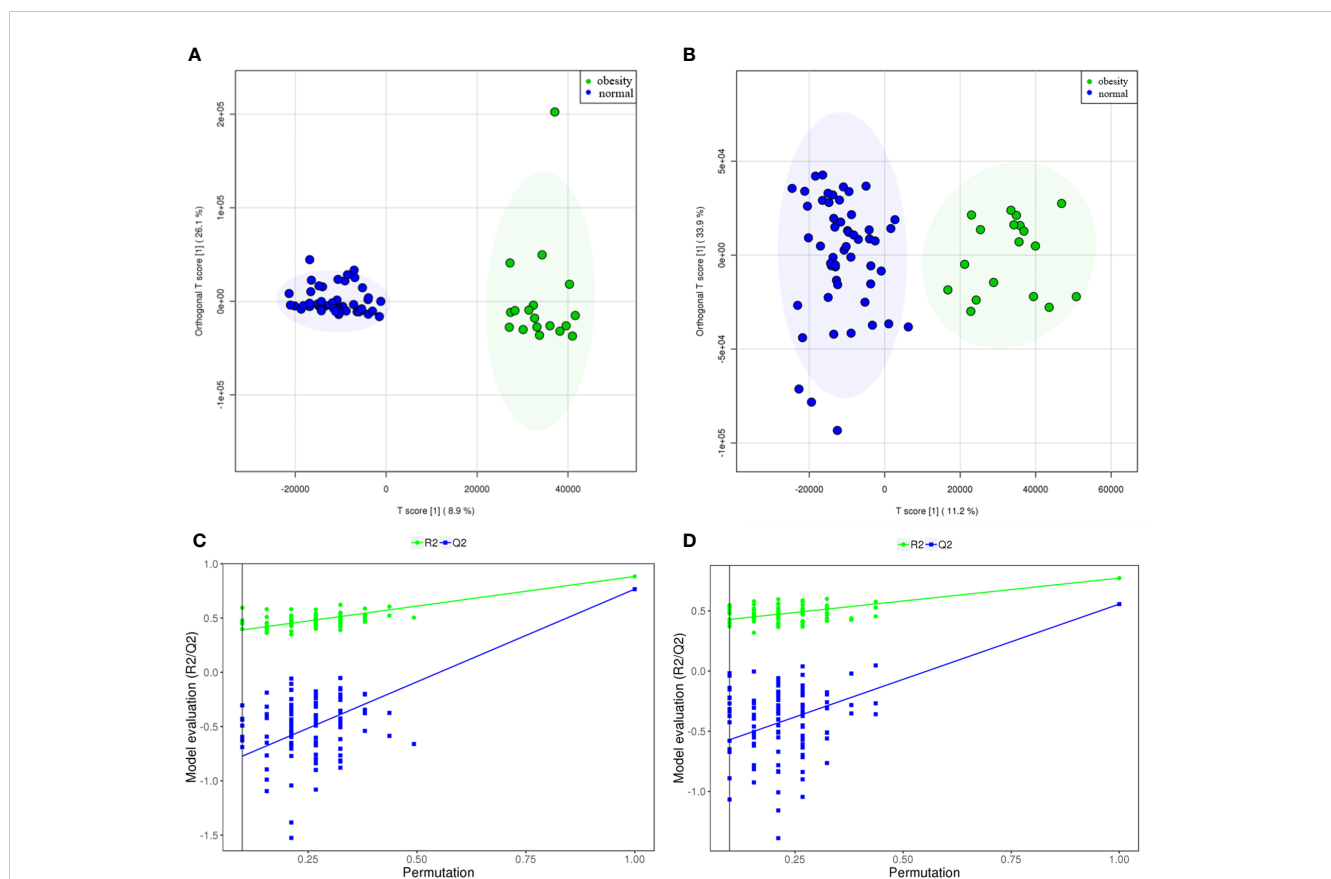 A
obesity
normal
2e+05
1e+05
0e+00
-1e+05
Orthogonal T score [1] ( 26.1 %)
-20000 0 20000 40000
T score [1] ( 8.9 %)
B
obesity
normal
5e+04
0e+00
-5e+04
-1e+05
Orthogonal T score [1] ( 33.9 %)
-20000 0 20000 40000 60000
T score [1] ( 11.2 %)
C
R2 Q2
1.0
0.5
0.0
-0.5
-1.0
-1.5
Model evaluation (R2/Q2)
0.25 0.50 0.75 1.00
Permutation
D
R2 Q2
0.5
0.0
-0.5
-1.0
Model evaluation (R2/Q2)
0.25 0.50 0.75 1.00
Permutation